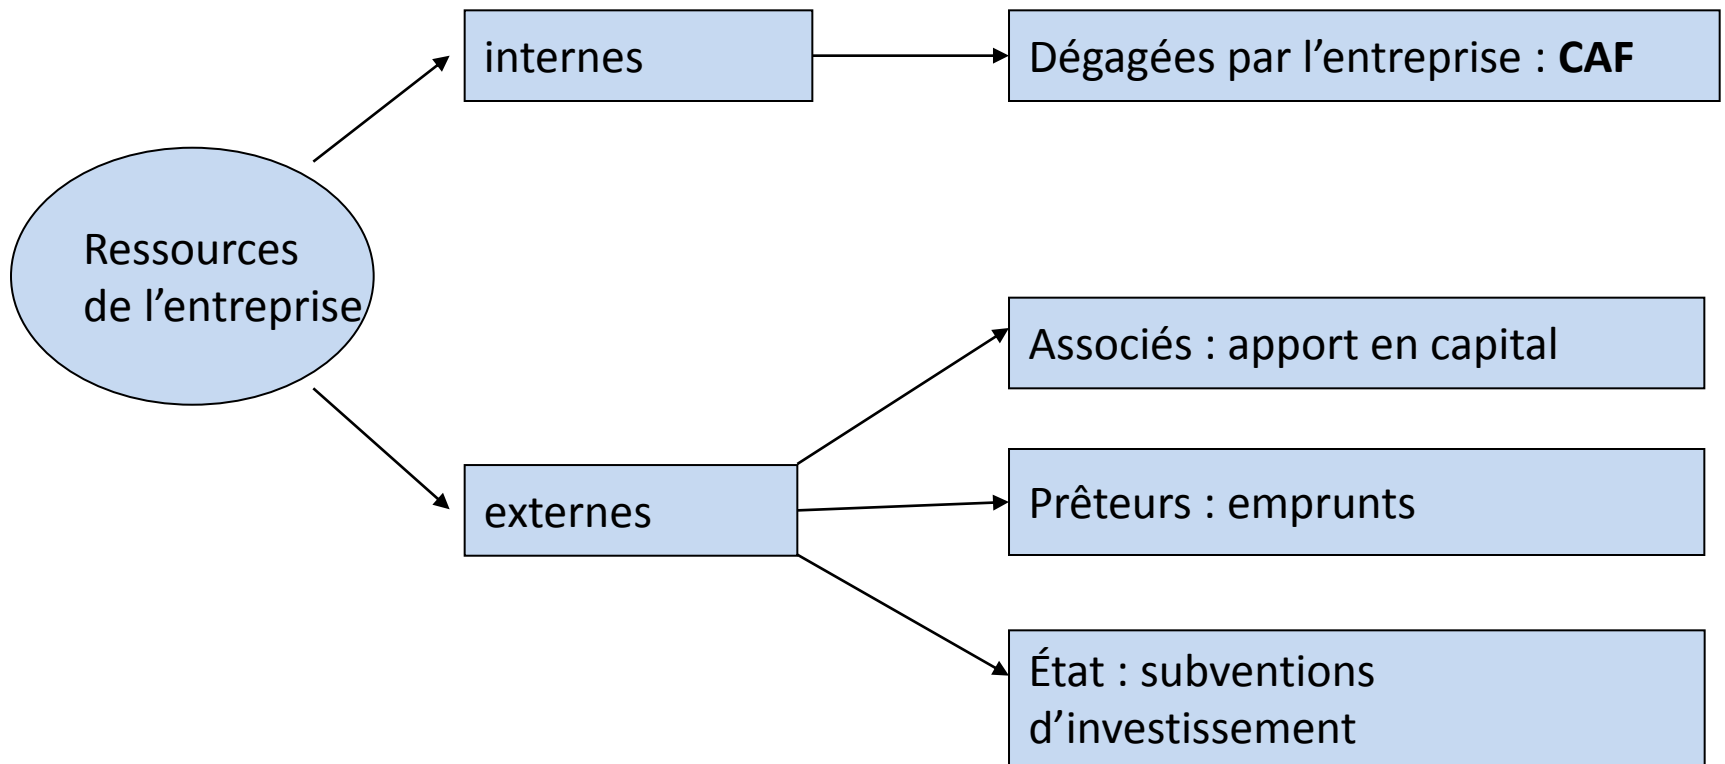 internes
Dégagées par l’entreprise : CAF
Ressources
de l’entreprise
Associés : apport en capital
Prêteurs : emprunts
externes
État : subventions
d’investissement